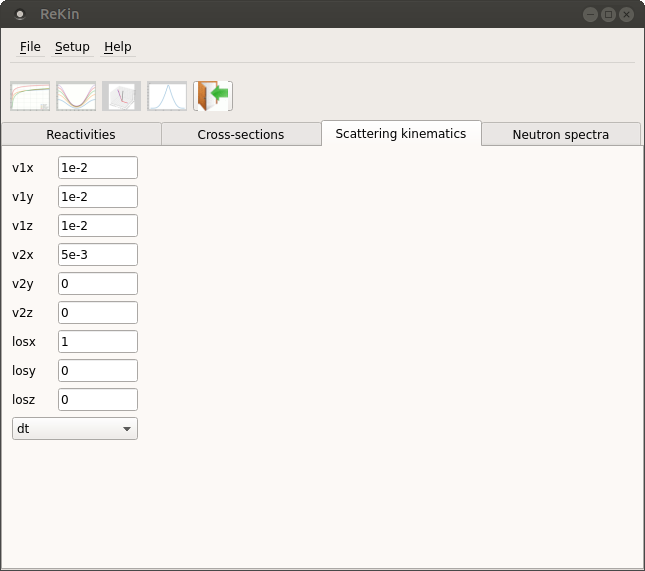 ReKin
File Setup Help
Reactivities Cross-sections Scattering kinematics Neutron spectra
v1x 1e-2
v1y 1e-2
v1z 1e-2
v2x 5e-3
v2y 0
v2z 0
losx 1
losy 0
losz 0
dt